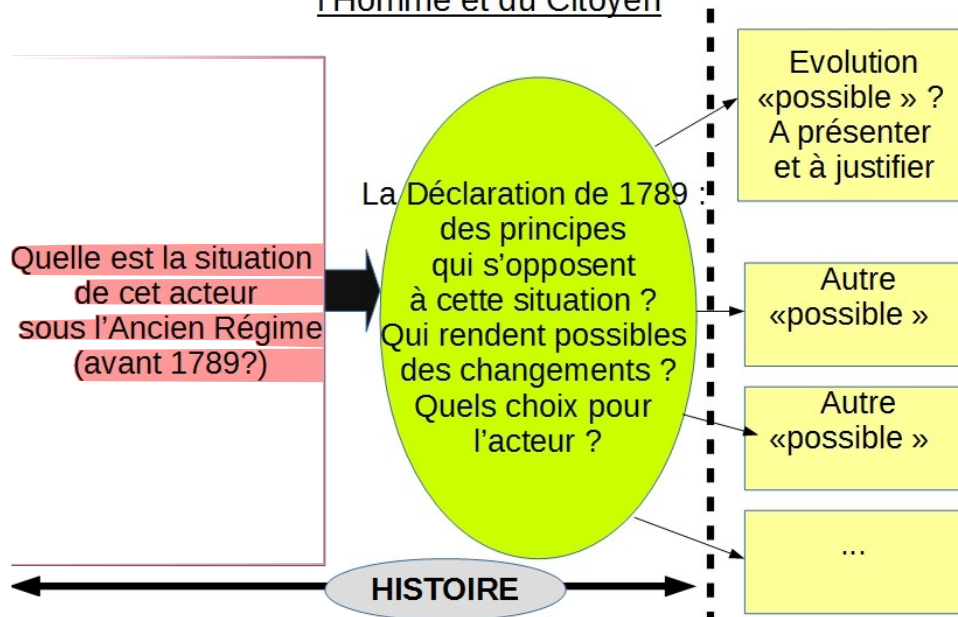 l'Homme et du Citoyen
Quelle est la situation
de cet acteur
sous l'Ancien Régime
(avant 1789?)
La Déclaration de 1789 :
des principes
qui s'opposent
à cette situation ?
Qui rendent possibles
des changements ?
Quels choix pour
l'acteur ?
Evolution
«possible » ?
A présenter
et à justifier
Autre
«possible »
Autre
«possible »
...
HISTOIRE